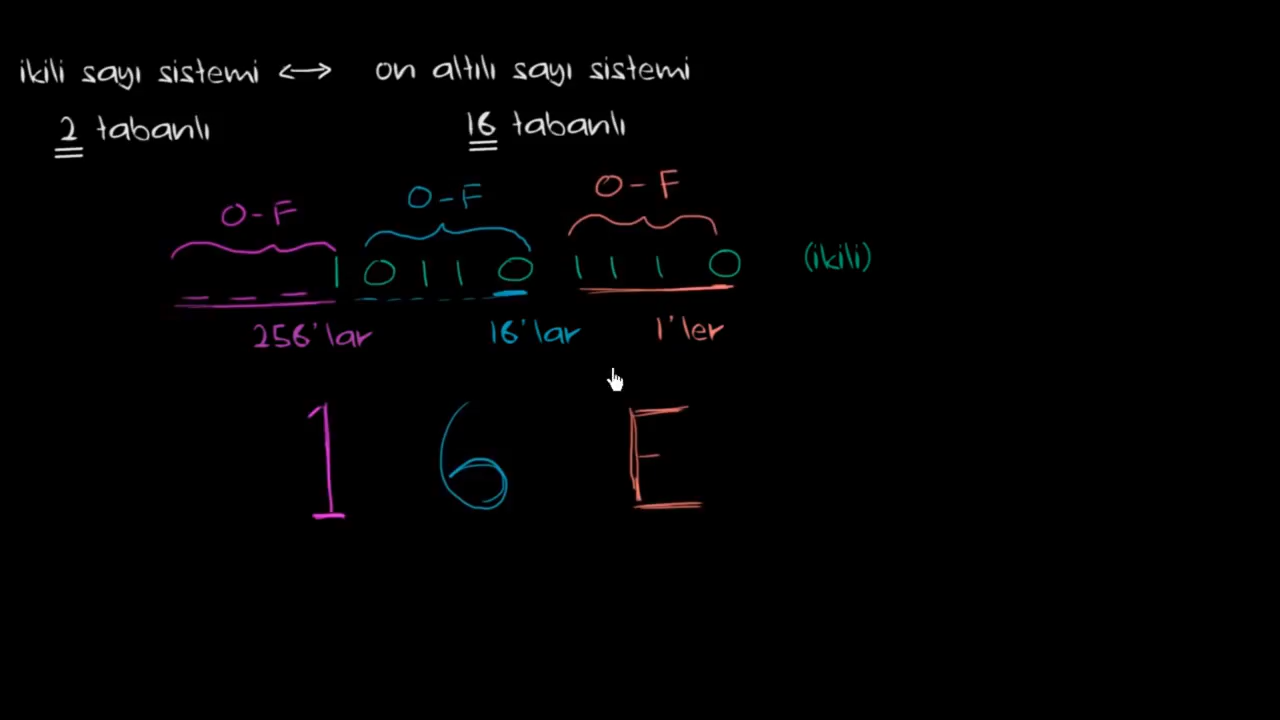 ikili sayı sistemi <-> on altılı sayı sistemi
2 tabanlı 16 tabanlı
0-F 0-F 0-F
1 0 1 1 0 1 1 1 0 (ikili)
256'lar 16'lar 1'ler
1 6 E